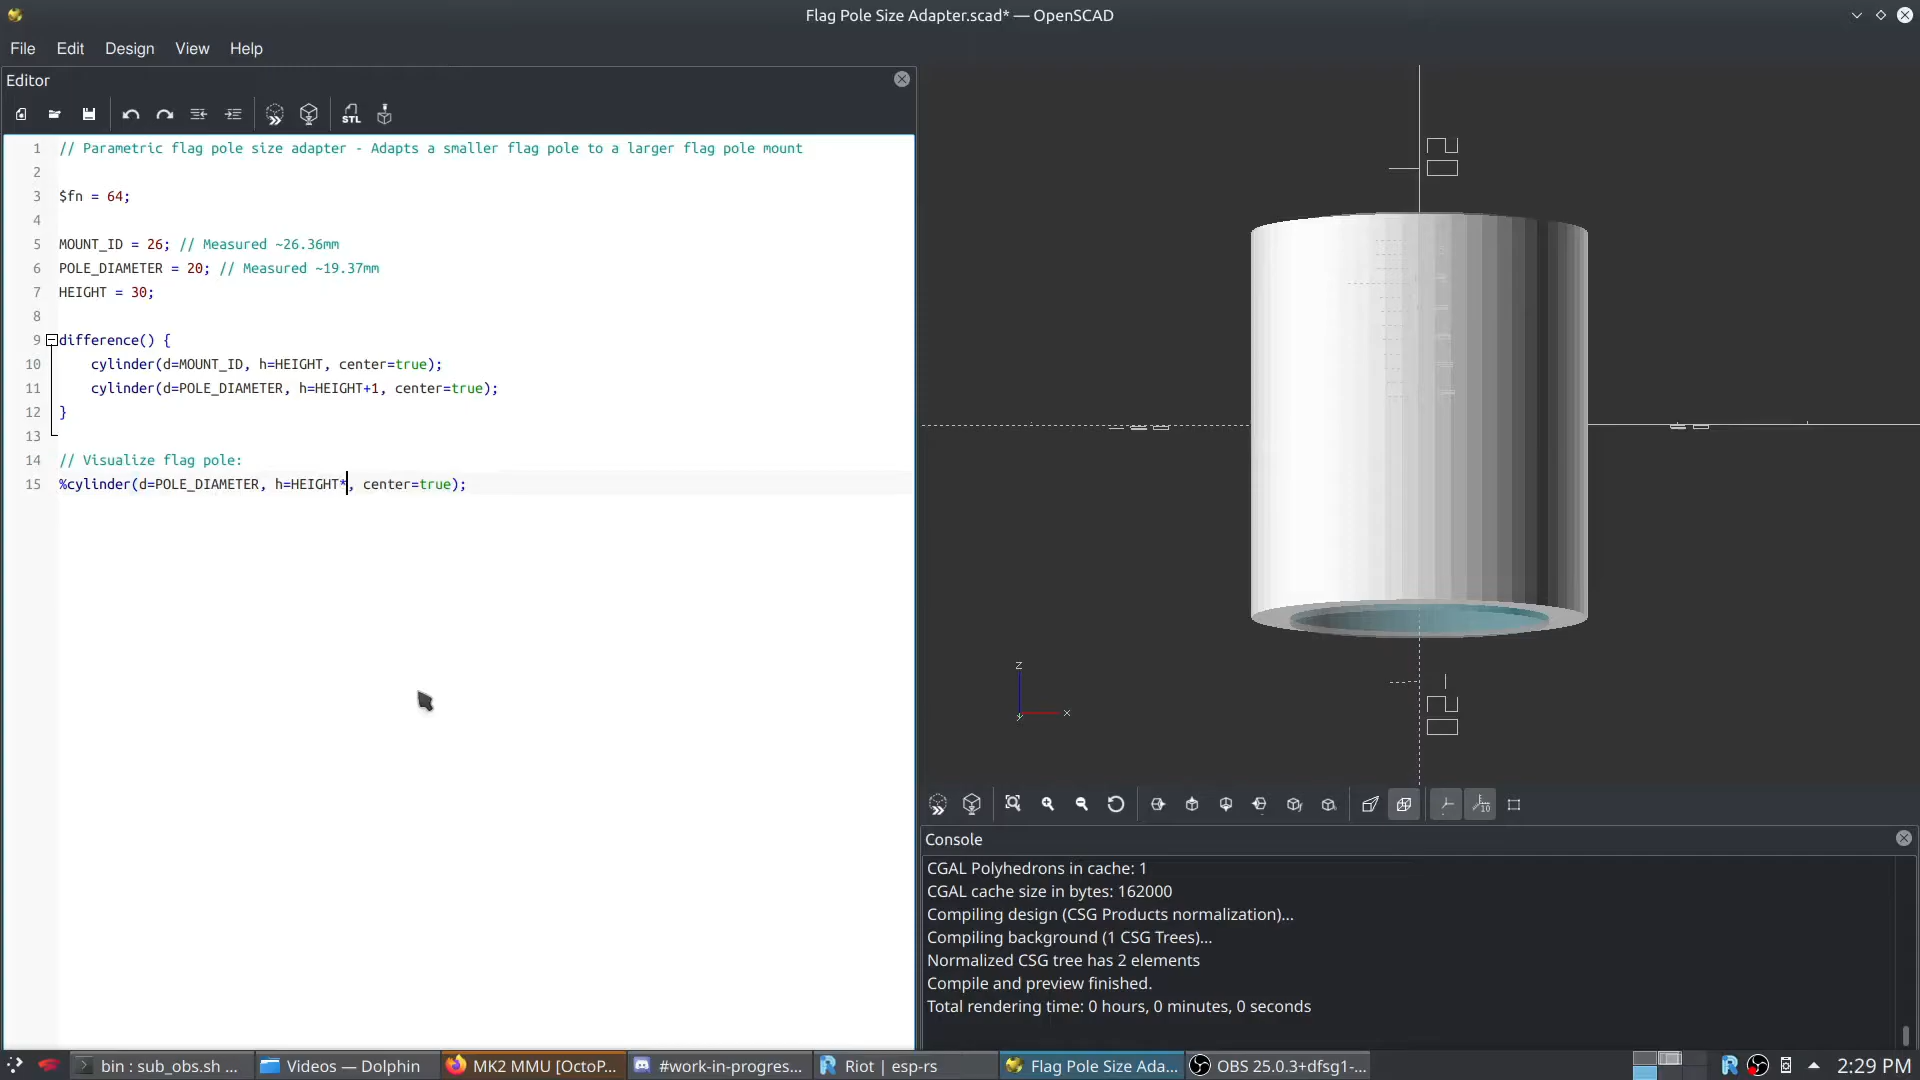 Flag Pole Size Adapter.scad* — OpenSCAD
File Edit Design View Help
Editor
STL
1 // Parametric flag pole size adapter - Adapts a smaller flag pole to a larger flag pole mount
2
3 $fn = 64;
4
5 MOUNT_ID = 26; // Measured ~26.36mm
6 POLE_DIAMETER = 20; // Measured ~19.37mm
7 HEIGHT = 30;
8
9 difference() {
10 cylinder(d=MOUNT_ID, h=HEIGHT, center=true);
11 cylinder(d=POLE_DIAMETER, h=HEIGHT+1, center=true);
12 }
13
14 // Visualize flag pole:
15 %cylinder(d=POLE_DIAMETER, h=HEIGHT*, center=true);
z
x
y
10
Console
CGAL Polyhedrons in cache: 1
CGAL cache size in bytes: 162000
Compiling design (CSG Products normalization)...
Compiling background (1 CSG Trees)...
Normalized CSG tree has 2 elements
Compile and preview finished.
Total rendering time: 0 hours, 0 minutes, 0 seconds
bin : sub_obs.sh ... Videos — Dolphin MK2 MMU [OctoP... #work-in-progres... Riot | esp-rs Flag Pole Size Ada... OBS 25.0.3+dfsg1-... 2:29 PM